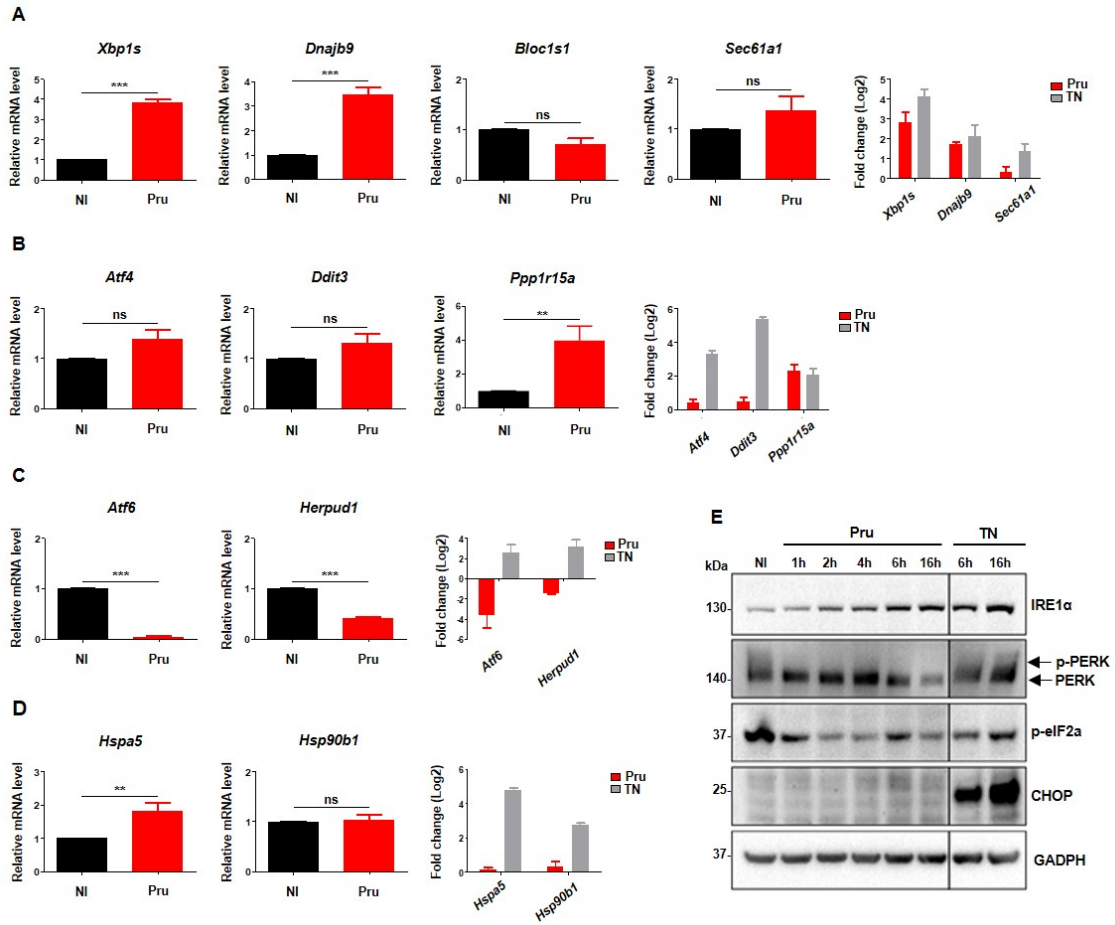 A
Xbp1s
Relative mRNA level
5
4
3
2
1
0
***
NI
Pru
Dnajb9
Relative mRNA level
4
3
2
1
0
***
NI
Pru
Bloc1s1
Relative mRNA level
2
1
0
ns
NI
Pru
Sec61a1
Relative mRNA level
2
1
0
ns
NI
Pru
Fold change (Log2)
5
4
3
2
1
0
Xbp1s
Dnajb9
Sec61a1
Pru
TN
B
Atf4
Relative mRNA level
2
1
0
ns
NI
Pru
Ddit3
Relative mRNA level
2
1
0
ns
NI
Pru
Ppp1r15a
Relative mRNA level
6
4
2
0
**
NI
Pru
Fold change (Log2)
6
4
2
0
Atf4
Ddit3
Ppp1r15a
Pru
TN
C
Atf6
Relative mRNA level
2
1
0
***
NI
Pru
Herpud1
Relative mRNA level
2
1
0
***
NI
Pru
Fold change (Log2)
4
2
0
-2
-4
-6
Atf6
Herpud1
Pru
TN
D
Hspa5
Relative mRNA level
3
2
1
0
**
NI
Pru
Hsp90b1
Relative mRNA level
2
1
0
ns
NI
Pru
Fold change (Log2)
6
4
2
0
Hspa5
Hsp90b1
Pru
TN
E
Pru TN
kDa NI 1h 2h 4h 6h 16h 6h 16h
130- IRE1α
p-PERK
140- PERK
37- p-eIF2a
25- CHOP
37- GADPH